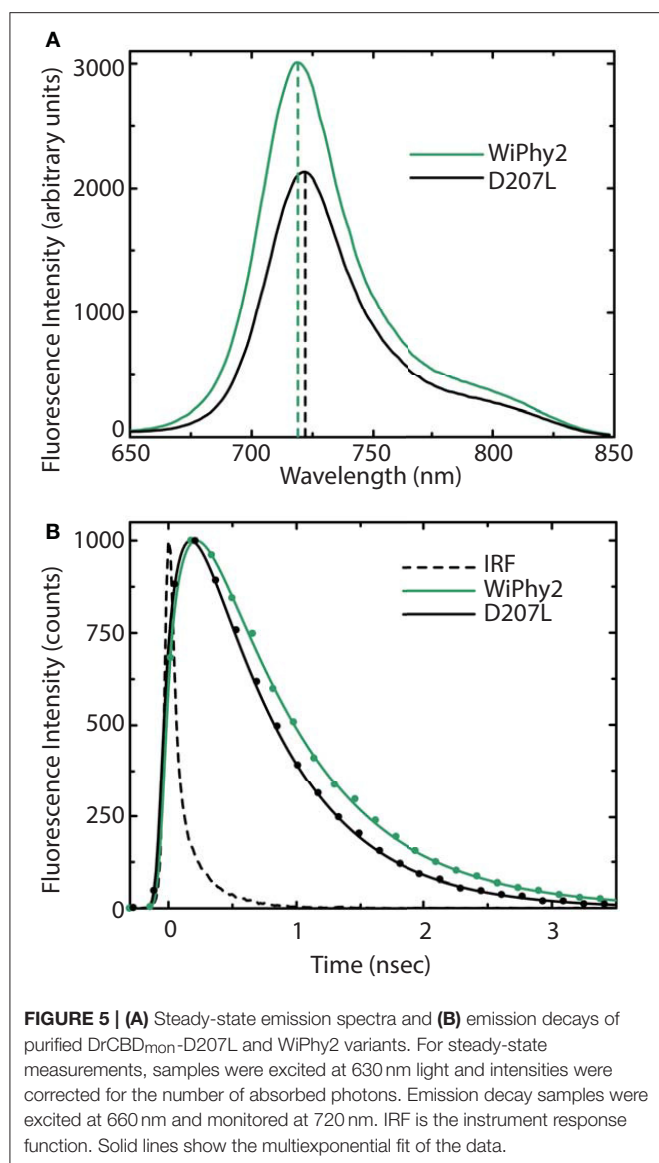 A
Fluorescence Intensity (arbitrary units)
3000
2000
1000
0
WiPhy2
D207L
650 700 750 800 850
Wavelength (nm)
B
Fluorescence Intensity (counts)
1000
750
500
250
0
IRF
WiPhy2
D207L
0 1 2 3
Time (nsec)
FIGURE 5 | (A) Steady-state emission spectra and (B) emission decays of
purified DrCBDmon-D207L and WiPhy2 variants. For steady-state
measurements, samples were excited at 630 nm light and intensities were
corrected for the number of absorbed photons. Emission decay samples were
excited at 660 nm and monitored at 720 nm. IRF is the instrument response
function. Solid lines show the multiexponential fit of the data.